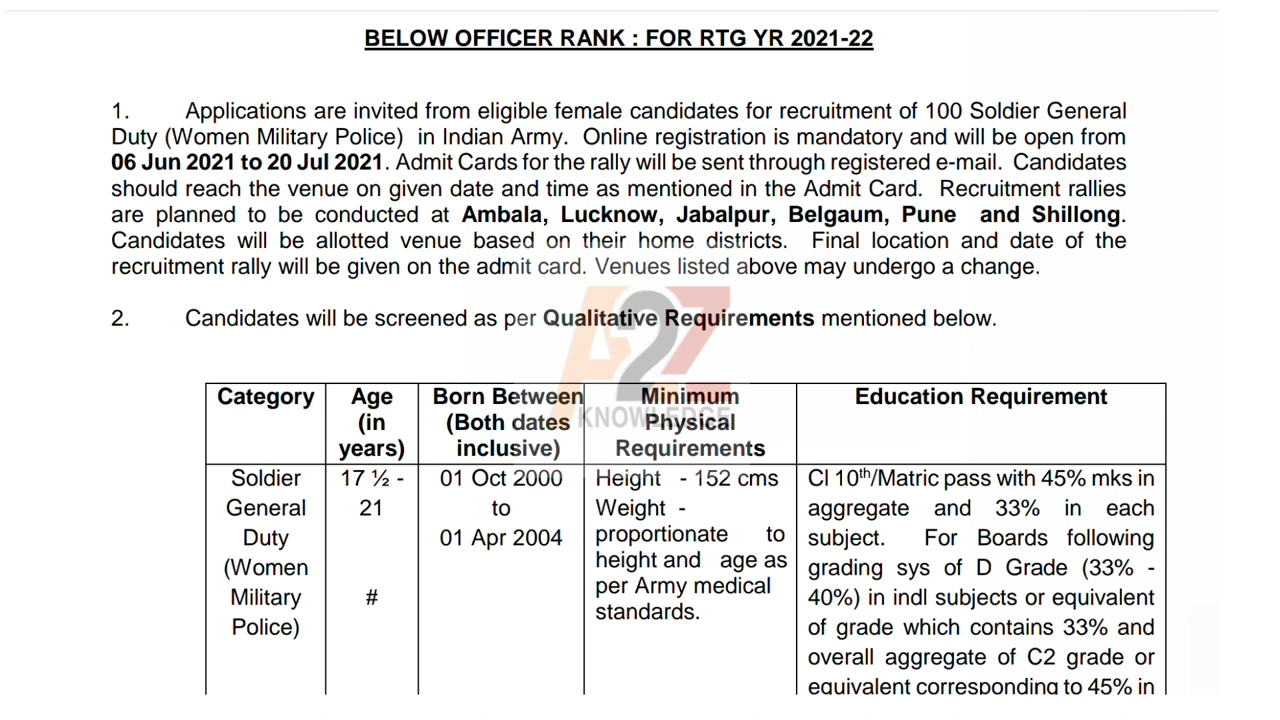 BELOW OFFICER RANK : FOR RTG YR 2021-22
1. Applications are invited from eligible female candidates for recruitment of 100 Soldier General
Duty (Women Military Police) in Indian Army. Online registration is mandatory and will be open from
06 Jun 2021 to 20 Jul 2021. Admit Cards for the rally will be sent through registered e-mail. Candidates
should reach the venue on given date and time as mentioned in the Admit Card. Recruitment rallies
are planned to be conducted at Ambala, Lucknow, Jabalpur, Belgaum, Pune and Shillong.
Candidates will be allotted venue based on their home districts. Final location and date of the
recruitment rally will be given on the admit card. Venues listed above may undergo a change.
2. Candidates will be screened as per Qualitative Requirements mentioned below.
A2Z
KNOWLEDGE
Category
Age
(in
years)
Born Between
(Both dates
inclusive)
Minimum
Physical
Requirements
Education Requirement
Soldier
General
Duty
(Women
Military
Police)
17 ½ -
21
#
01 Oct 2000
to
01 Apr 2004
Height - 152 cms
Weight -
proportionate to
height and age as
per Army medical
standards.
Cl 10th/Matric pass with 45% mks in
aggregate and 33% in each
subject. For Boards following
grading sys of D Grade (33% -
40%) in indl subjects or equivalent
of grade which contains 33% and
overall aggregate of C2 grade or
equivalent corresponding to 45% in